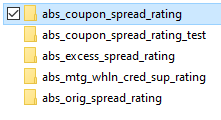 abs_coupon_spread_rating
abs_coupon_spread_rating_test
abs_excess_spread_rating
abs_mtg_whln_cred_sup_rating
abs_orig_spread_rating